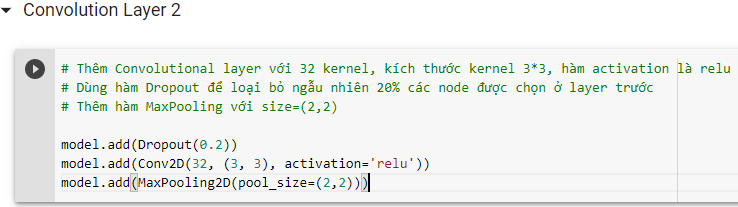 Convolution Layer 2
# Thêm Convolutional layer với 32 kernel, kích thước kernel 3*3, hàm activation là relu
# Dùng hàm Dropout để loại bỏ ngẫu nhiên 20% các node được chọn ở layer trước
# Thêm hàm MaxPooling với size=(2,2)
model.add(Dropout(0.2))
model.add(Conv2D(32, (3, 3), activation='relu'))
model.add(MaxPooling2D(pool_size=(2,2)))